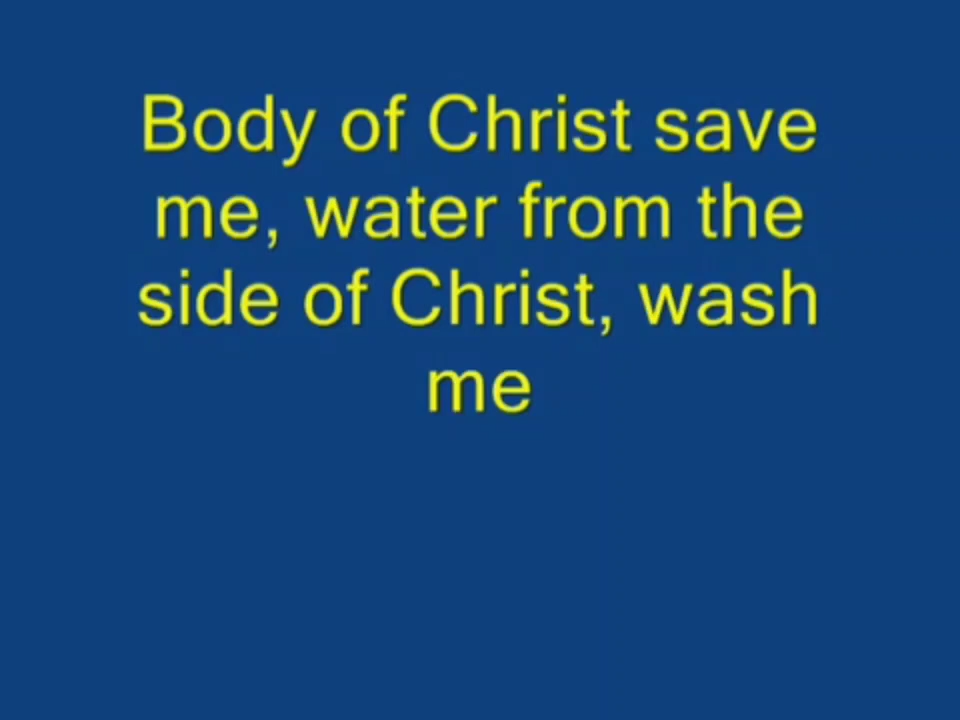 Body of Christ save
me, water from the
side of Christ, wash
me